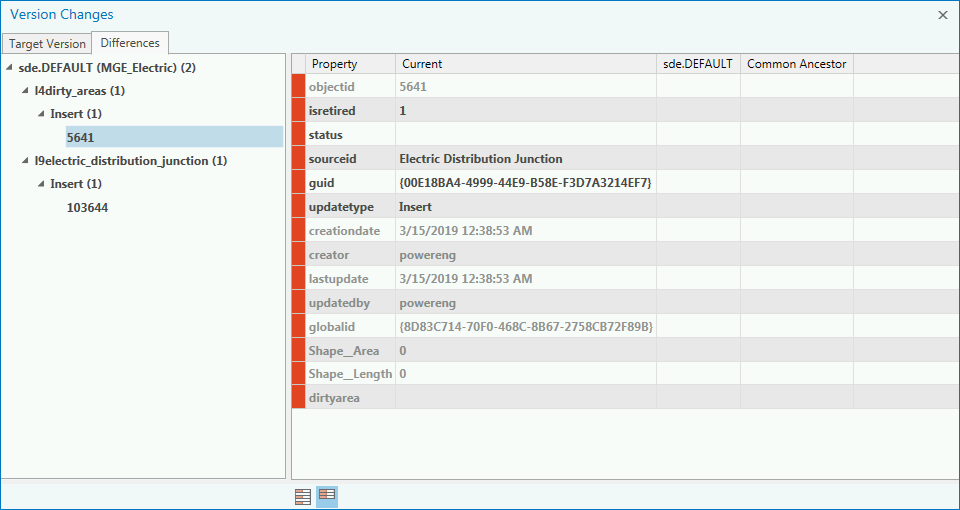 Version Changes
Target Version Differences
sde.DEFAULT (MGE_Electric) (2)
l4dirty_areas (1)
Insert (1)
5641
l9electric_distribution_junction (1)
Insert (1)
103644
Property Current sde.DEFAULT Common Ancestor
objectid 5641
isretired 1
status
sourceid Electric Distribution Junction
guid {00E18BA4-4999-44E9-B58E-F3D7A3214EF7}
updatetype Insert
creationdate 3/15/2019 12:38:53 AM
creator powereng
lastupdate 3/15/2019 12:38:53 AM
updatedby powereng
globalid {8D83C714-70F0-468C-8B67-2758CB72F89B}
Shape__Area 0
Shape__Length 0
dirtyarea